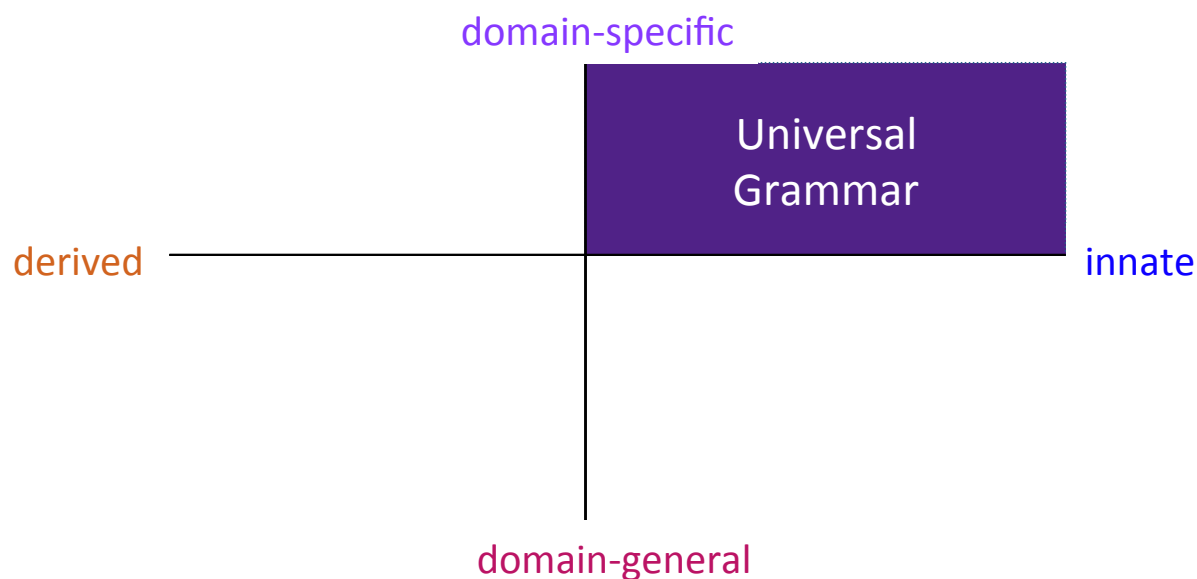 domain-specific
Universal
Grammar
derived
innate
domain-general